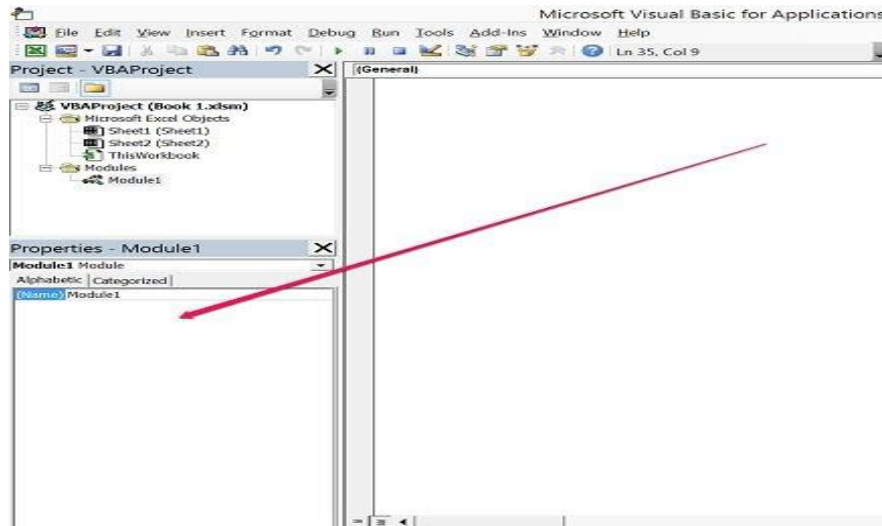 Microsoft Visual Basic for Applications
File Edit View Insert Format Debug Run Tools Add-Ins Window Help
Ln 35, Col 9
Project - VBAProject
(General)
VBAProject (Book 1.xlsm)
Microsoft Excel Objects
Sheet1 (Sheet1)
Sheet2 (Sheet2)
ThisWorkbook
Modules
Module1
Properties - Module1
Module1 Module
Alphabetic Categorized
(Name) Module1